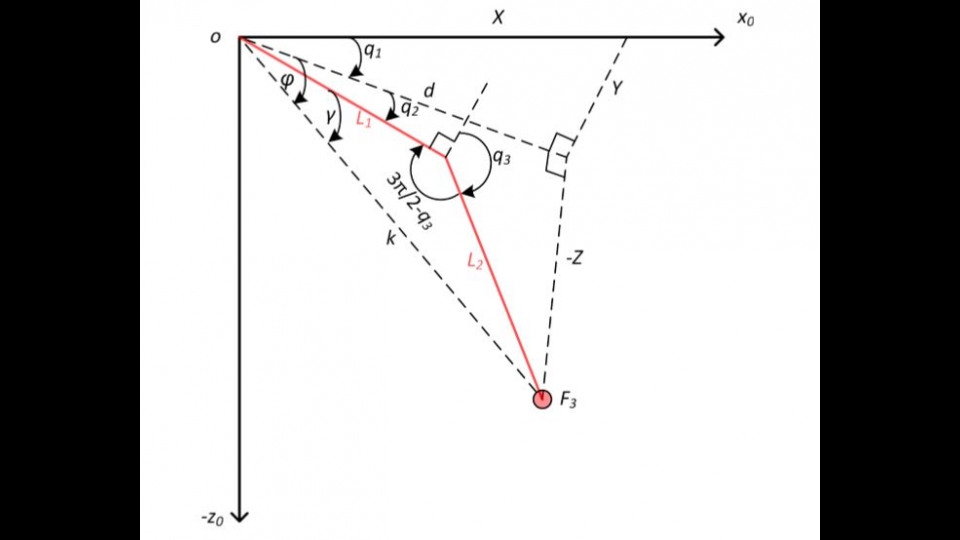 X
x₀
o
q₁
Y
φ
d
q₂
γ
L₁
q₃
3π/2-q₃
k
L₂
-Z
F₃
-z₀